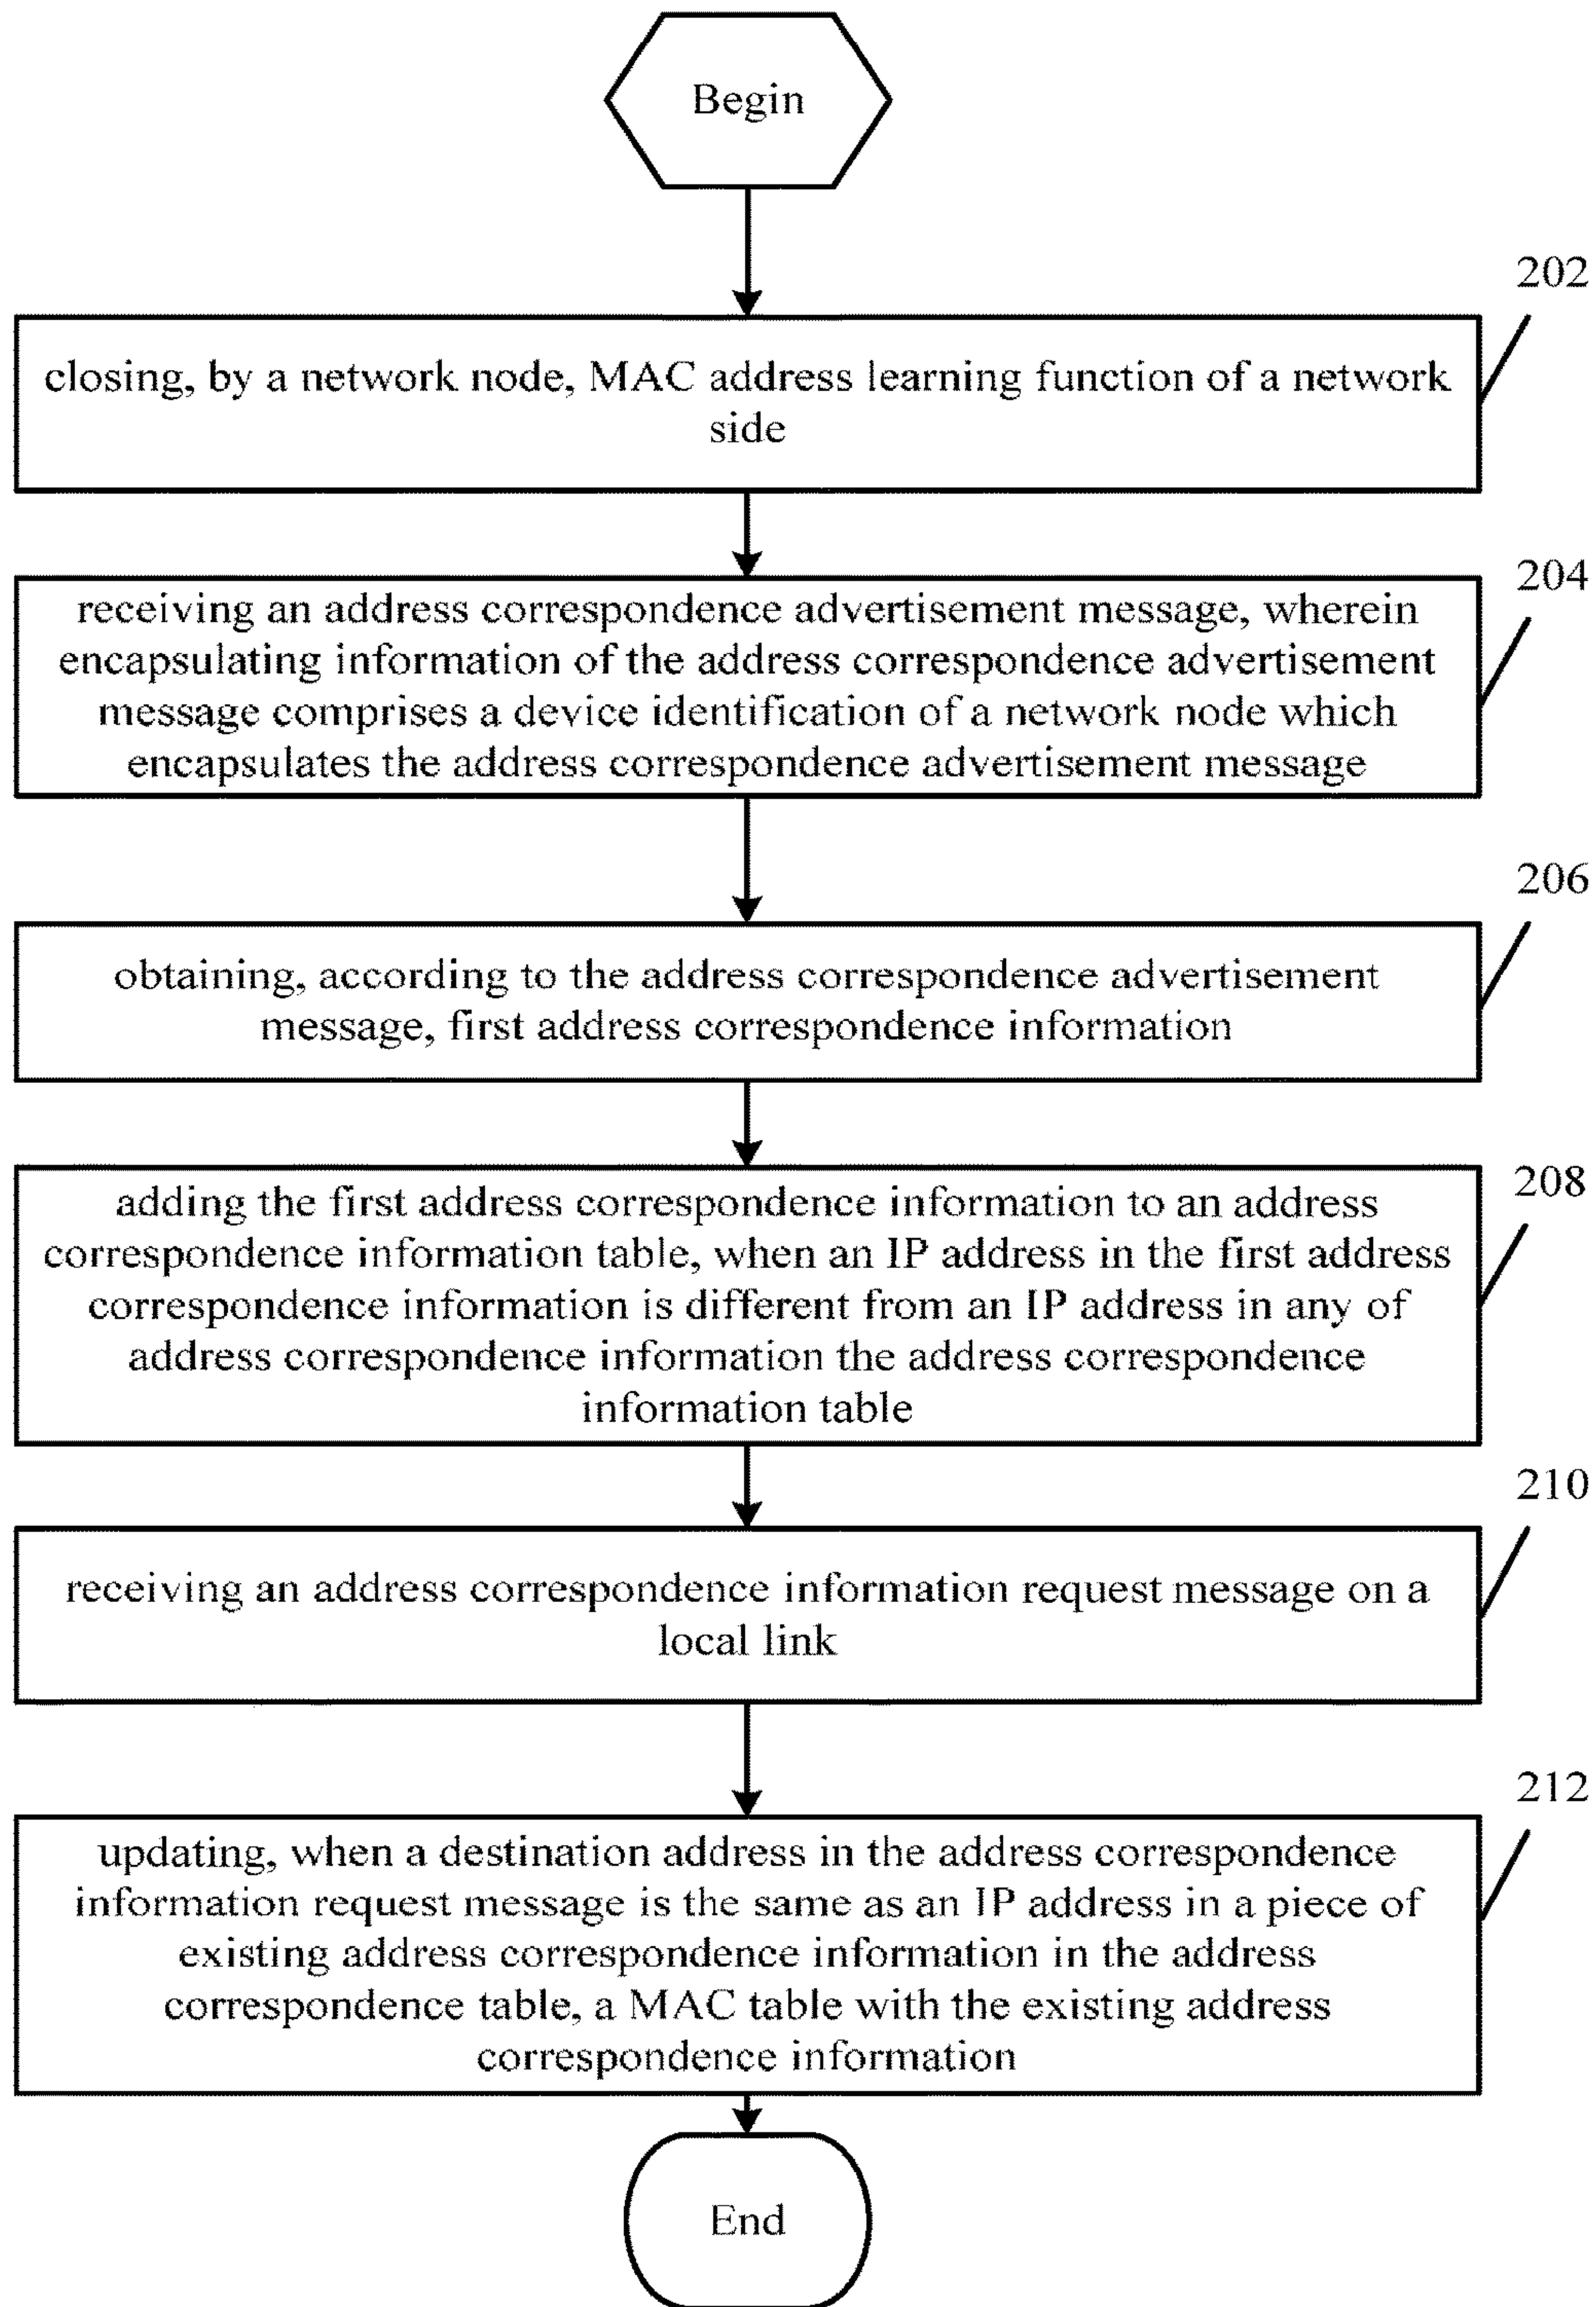 Begin
202
closing, by a network node, MAC address learning function of a network
side
204
receiving an address correspondence advertisement message, wherein
encapsulating information of the address correspondence advertisement
message comprises a device identification of a network node which
encapsulates the address correspondence advertisement message
206
obtaining, according to the address correspondence advertisement
message, first address correspondence information
208
adding the first address correspondence information to an address
correspondence information table, when an IP address in the first address
correspondence information is different from an IP address in any of
address correspondence information the address correspondence
information table
210
receiving an address correspondence information request message on a
local link
212
updating, when a destination address in the address correspondence
information request message is the same as an IP address in a piece of
existing address correspondence information in the address
correspondence table, a MAC table with the existing address
correspondence information
End